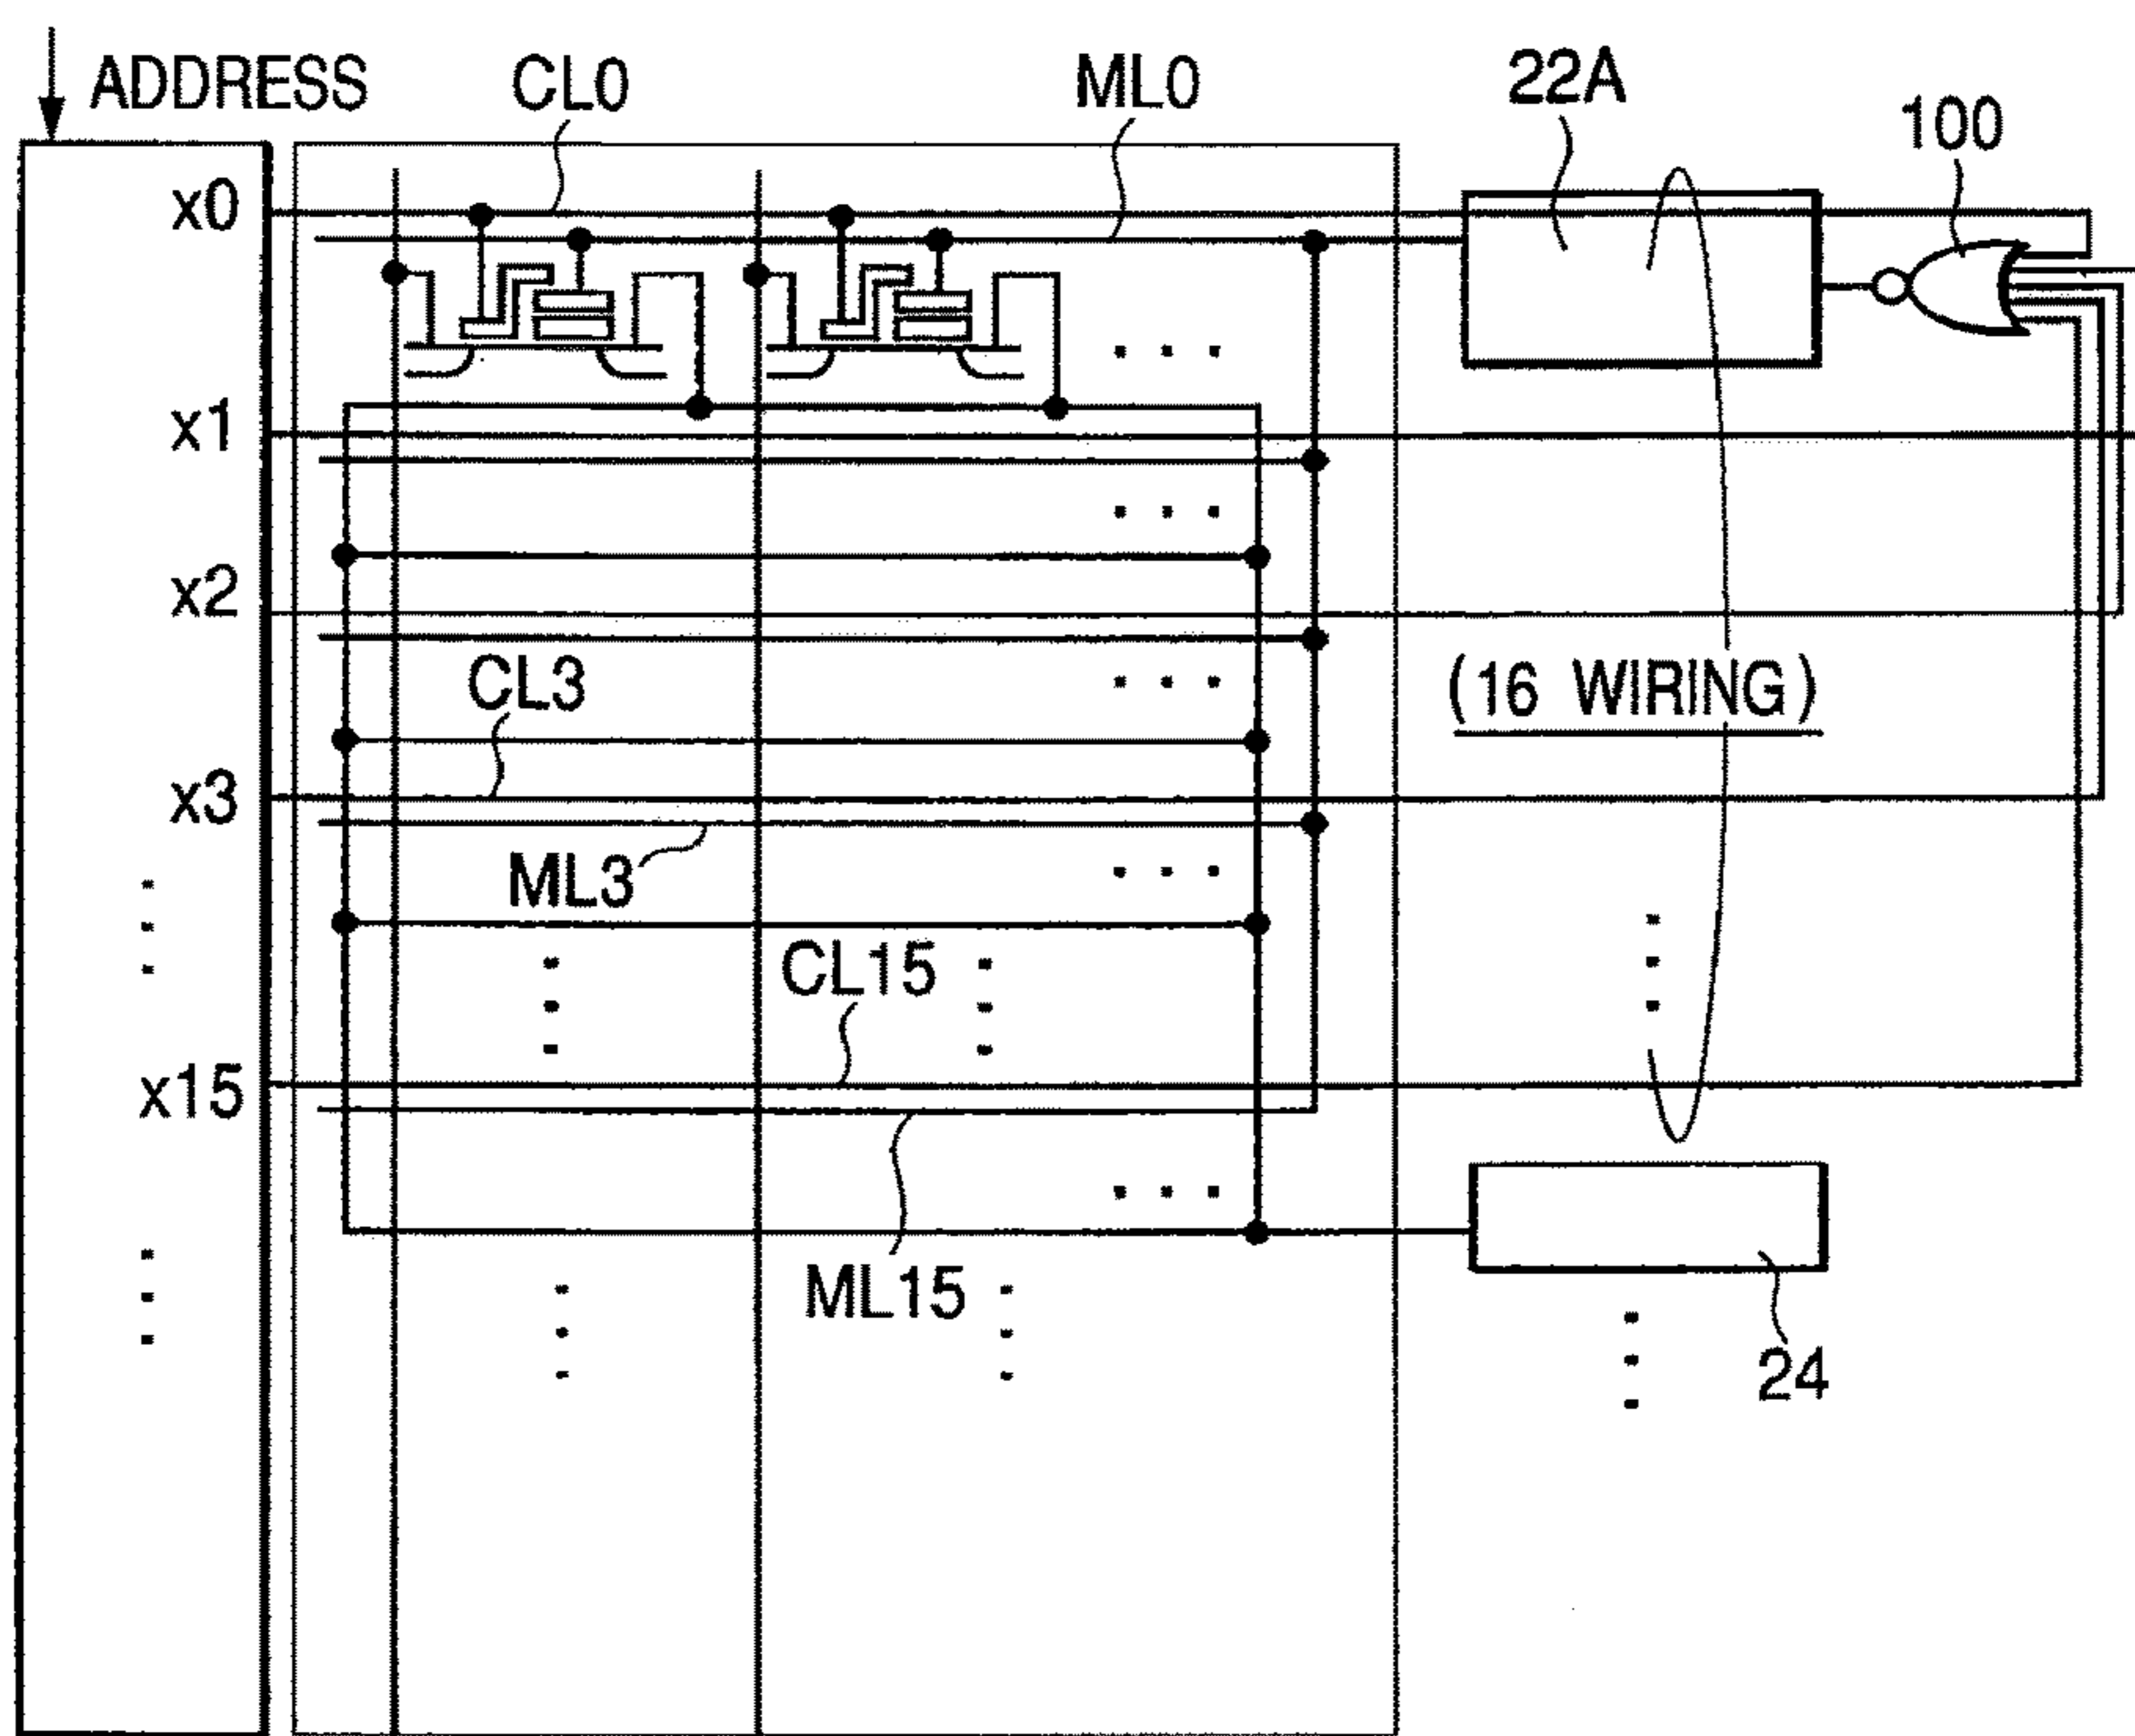 ADDRESS
CL0
ML0
22A
100
x0
x1
x2
CL3
(16 WIRING)
x3
ML3
CL15
x15
ML15
24